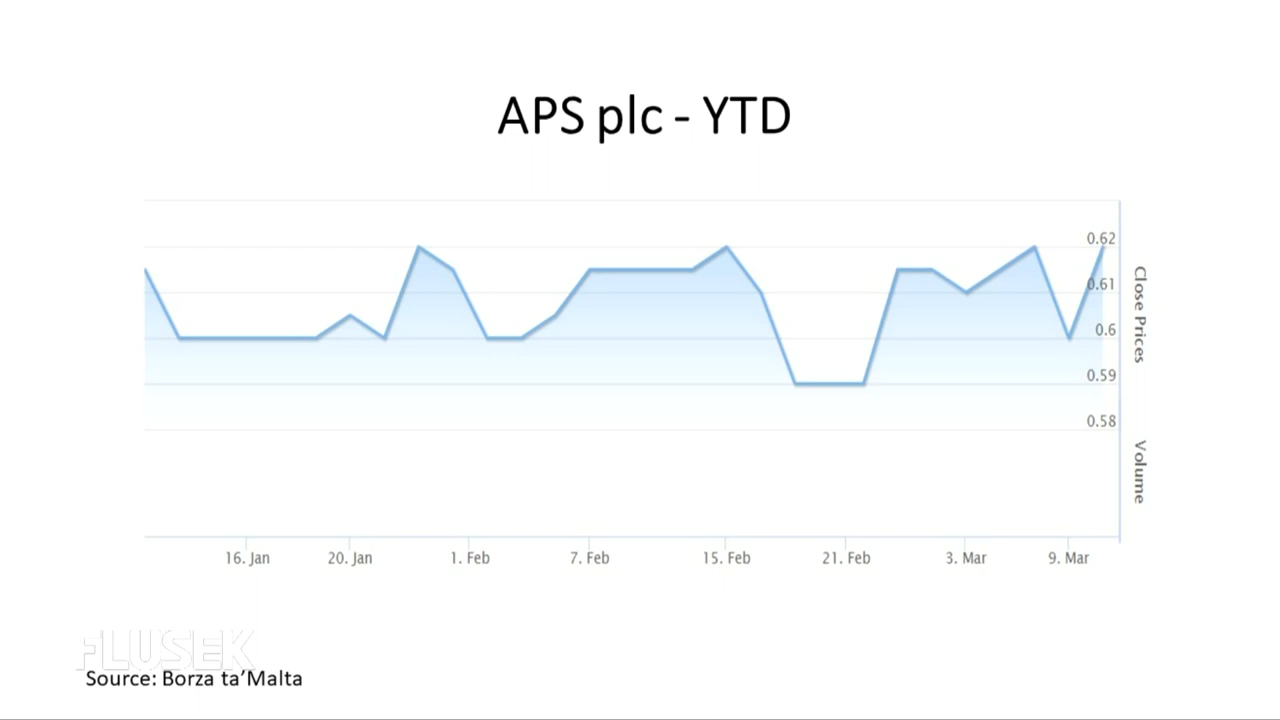 APS plc - YTD
0.62
0.61
0.6
0.59
0.58
Close Prices
Volume
16. Jan
20. Jan
1. Feb
7. Feb
15. Feb
21. Feb
3. Mar
9. Mar
FLUSEK
Source: Borza ta’Malta